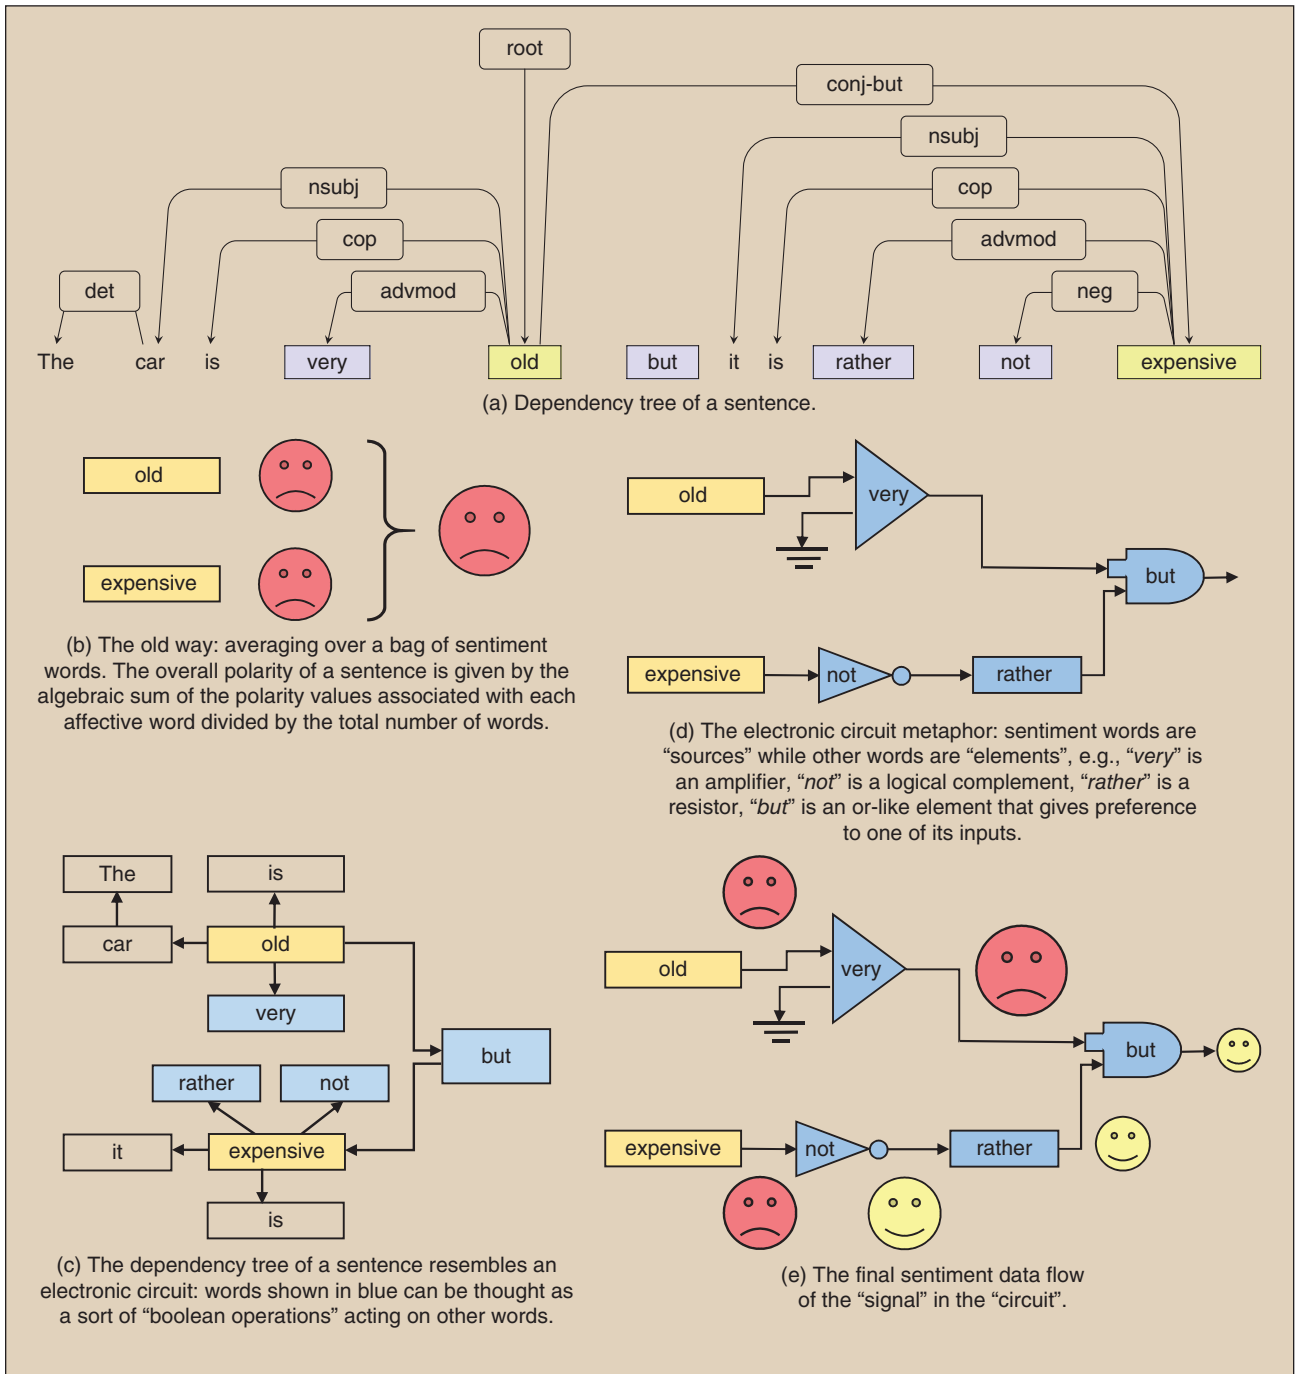 root
conj-but
nsubj
nsubj
cop
cop
advmod
det
advmod
neg
The car is very old but it is rather not expensive
(a) Dependency tree of a sentence.
old
expensive
(b) The old way: averaging over a bag of sentiment
words. The overall polarity of a sentence is given by the
algebraic sum of the polarity values associated with each
affective word divided by the total number of words.
old
very
but
expensive
not
rather
(d) The electronic circuit metaphor: sentiment words are
“sources” while other words are “elements”, e.g., “very” is
an amplifier, “not” is a logical complement, “rather” is a
resistor, “but” is an or-like element that gives preference
to one of its inputs.
The
is
car
old
very
but
rather
not
it
expensive
is
(c) The dependency tree of a sentence resembles an
electronic circuit: words shown in blue can be thought as
a sort of “boolean operations” acting on other words.
old
very
but
expensive
not
rather
(e) The final sentiment data flow
of the “signal” in the “circuit”.